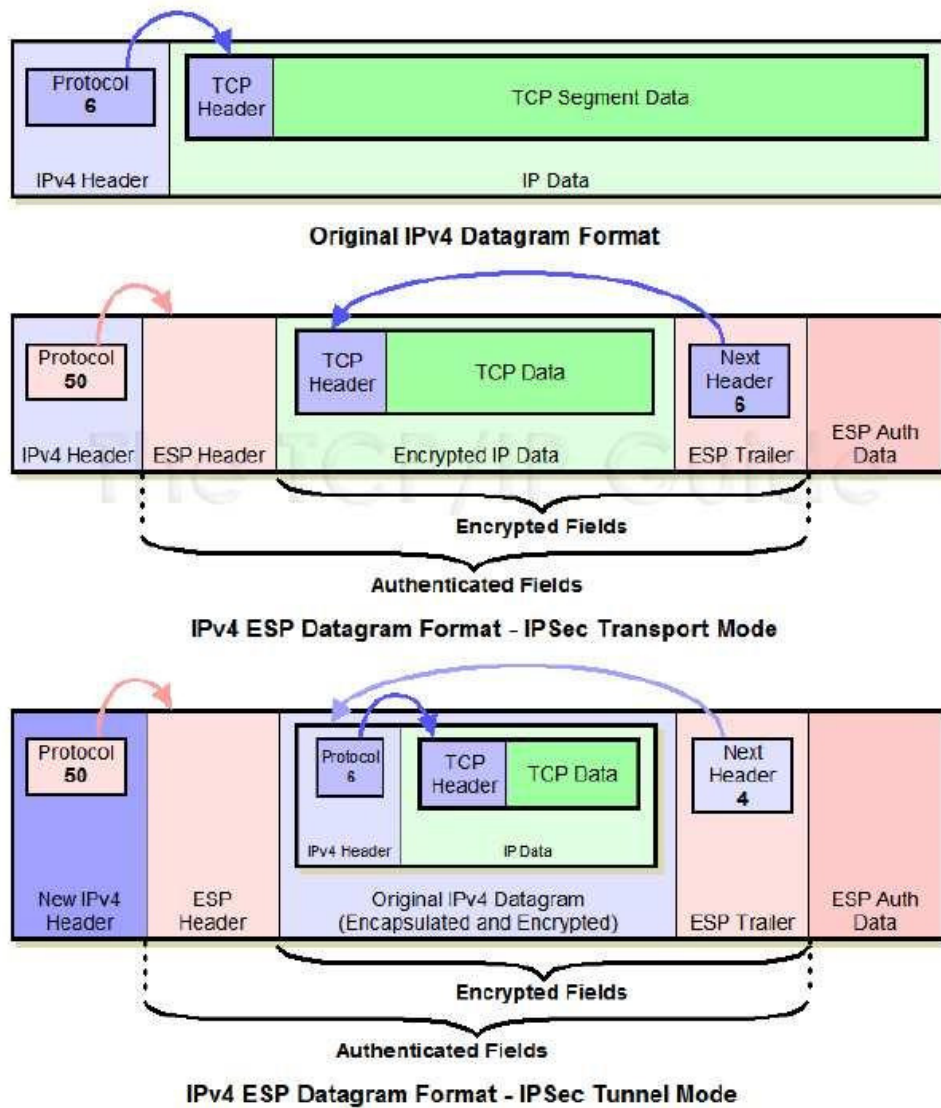 Protocol
6
TCP
Header
TCP Segment Data
IPv4 Header
IP Data
Original IPv4 Datagram Format
Protocol
50
TCP
Header
TCP Data
Next
Header
6
IPv4 Header
ESP Header
Encrypted IP Data
ESP Trailer
ESP Auth
Data
The TCP/IP Guide
Encrypted Fields
Authenticated Fields
IPv4 ESP Datagram Format - IPSec Transport Mode
Protocol
50
Protocol
6
TCP
Header
TCP Data
Next
Header
4
IPv4 Header
IP Data
New IPv4
Header
ESP
Header
Original IPv4 Datagram
(Encapsulated and Encrypted)
ESP Trailer
ESP Auth
Data
Encrypted Fields
Authenticated Fields
IPv4 ESP Datagram Format - IPSec Tunnel Mode